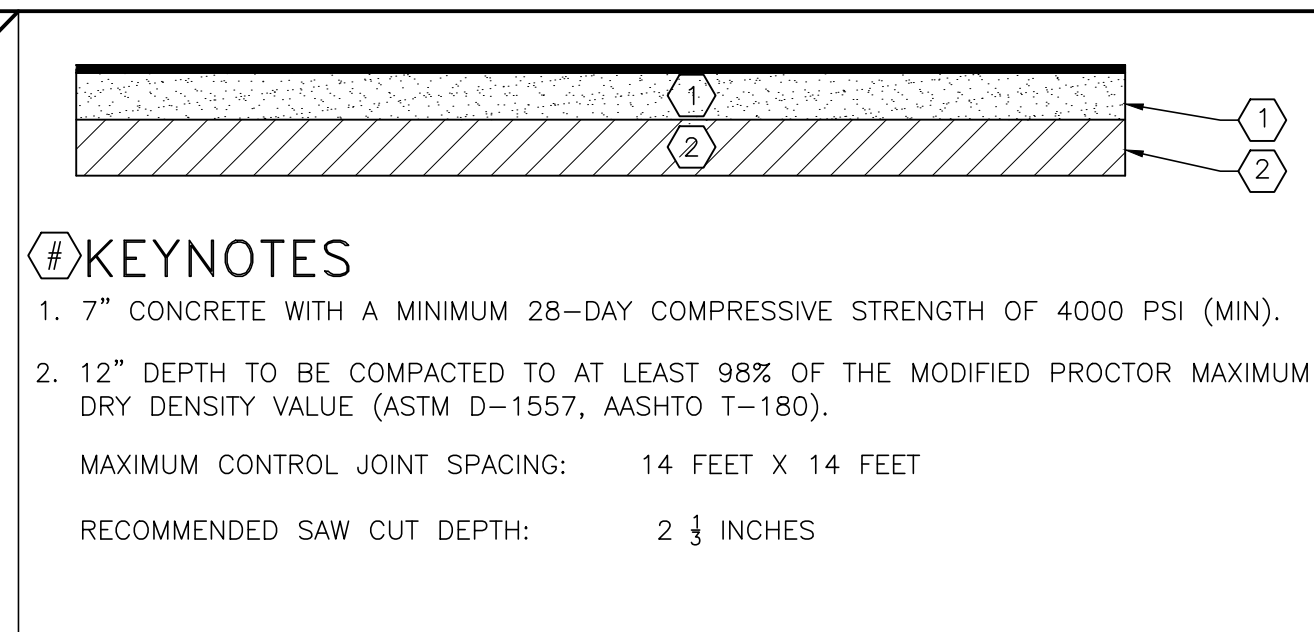 1 1
2 2
# KEYNOTES
1. 7" CONCRETE WITH A MINIMUM 28-DAY COMPRESSIVE STRENGTH OF 4000 PSI (MIN).
2. 12" DEPTH TO BE COMPACTED TO AT LEAST 98% OF THE MODIFIED PROCTOR MAXIMUM
DRY DENSITY VALUE (ASTM D-1557, AASHTO T-180).
MAXIMUM CONTROL JOINT SPACING: 14 FEET X 14 FEET
RECOMMENDED SAW CUT DEPTH: 2 1/3 INCHES